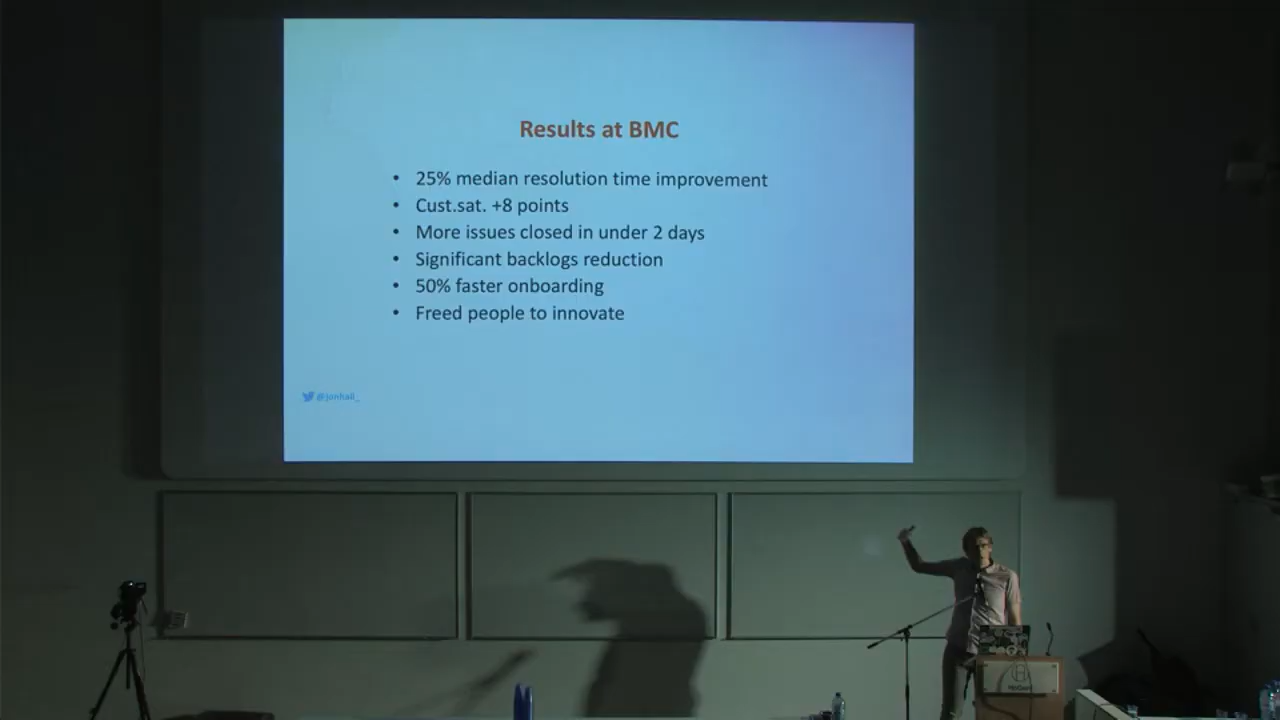 Results at BMC
• 25% median resolution time improvement
• Cust.sat. +8 points
• More issues closed in under 2 days
• Significant backlogs reduction
• 50% faster onboarding
• Freed people to innovate
@jonhall_